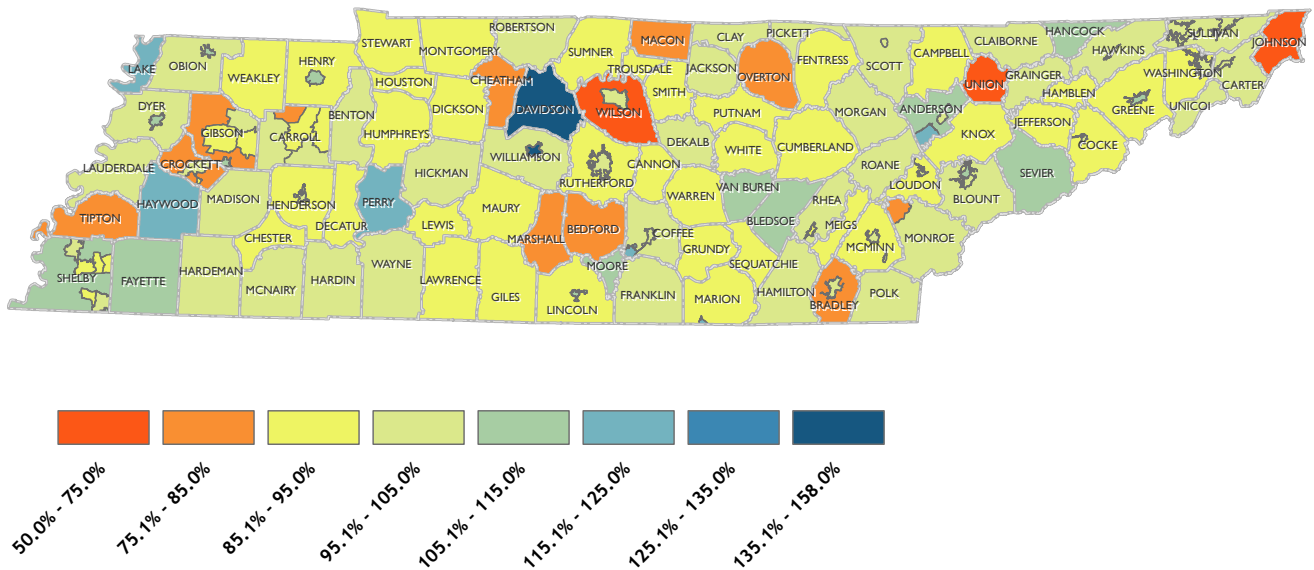 ROBERTSON
STEWART
MONTGOMERY
SUMNER
MACON
CLAY
PICKETT
CLAIBORNE
HANCOCK
HAWKINS
SULLIVAN
JOHNSON
LAKE
OBION
WEAKLEY
HENRY
HOUSTON
CHEATHAM
TROUSDALE
JACKSON
OVERTON
FENTRESS
SCOTT
CAMPBELL
UNION
GRAINGER
HAMBLEN
WASHINGTON
CARTER
DYER
GIBSON
CARROLL
BENTON
HUMPHREYS
DICKSON
DAVIDSON
WILSON
SMITH
PUTNAM
MORGAN
ANDERSON
KNOX
JEFFERSON
GREENE
UNICOI
LAUDERDALE
CROCKETT
WILLIAMSON
DEKALB
WHITE
CUMBERLAND
ROANE
COCKE
HICKMAN
RUTHERFORD
CANNON
VAN BUREN
RHEA
LOUDON
BLOUNT
SEVIER
TIPTON
HAYWOOD
MADISON
HENDERSON
DECATUR
PERRY
LEWIS
MAURY
MARSHALL
BEDFORD
COFFEE
WARREN
BLEDSOE
MEIGS
MCMINN
MONROE
SHELBY
FAYETTE
HARDEMAN
CHESTER
MCNAIRY
HARDIN
WAYNE
LAWRENCE
GILES
LINCOLN
MOORE
FRANKLIN
GRUNDY
SEQUATCHIE
MARION
HAMILTON
BRADLEY
POLK
50.0% - 75.0%
75.1% - 85.0%
85.1% - 95.0%
95.1% - 105.0%
105.1% - 115.0%
115.1% - 125.0%
125.1% - 135.0%
135.1% - 158.0%